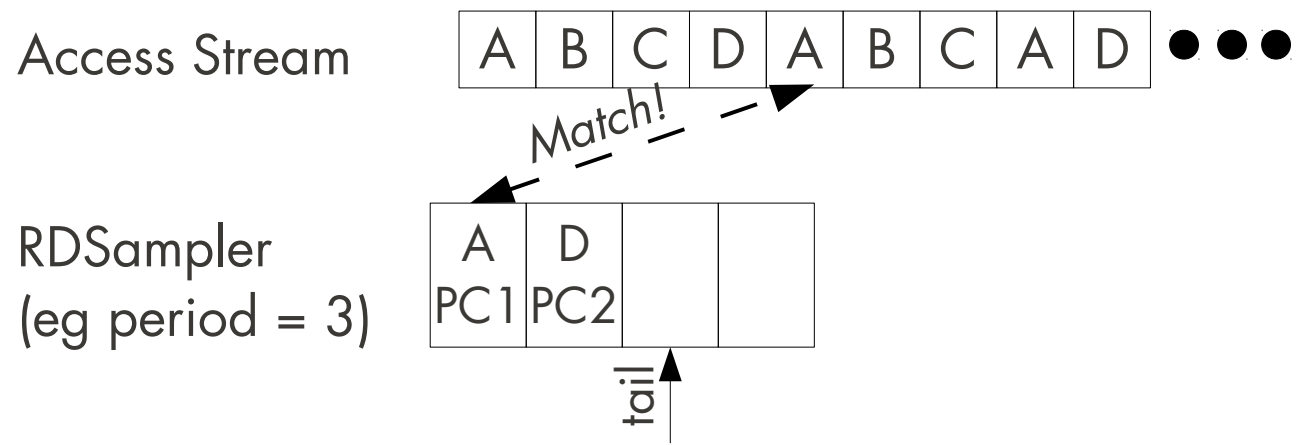 Access Stream
A B C D A B C A D
Match!
RDSampler
(eg period = 3)
A D
PC1 PC2
tail